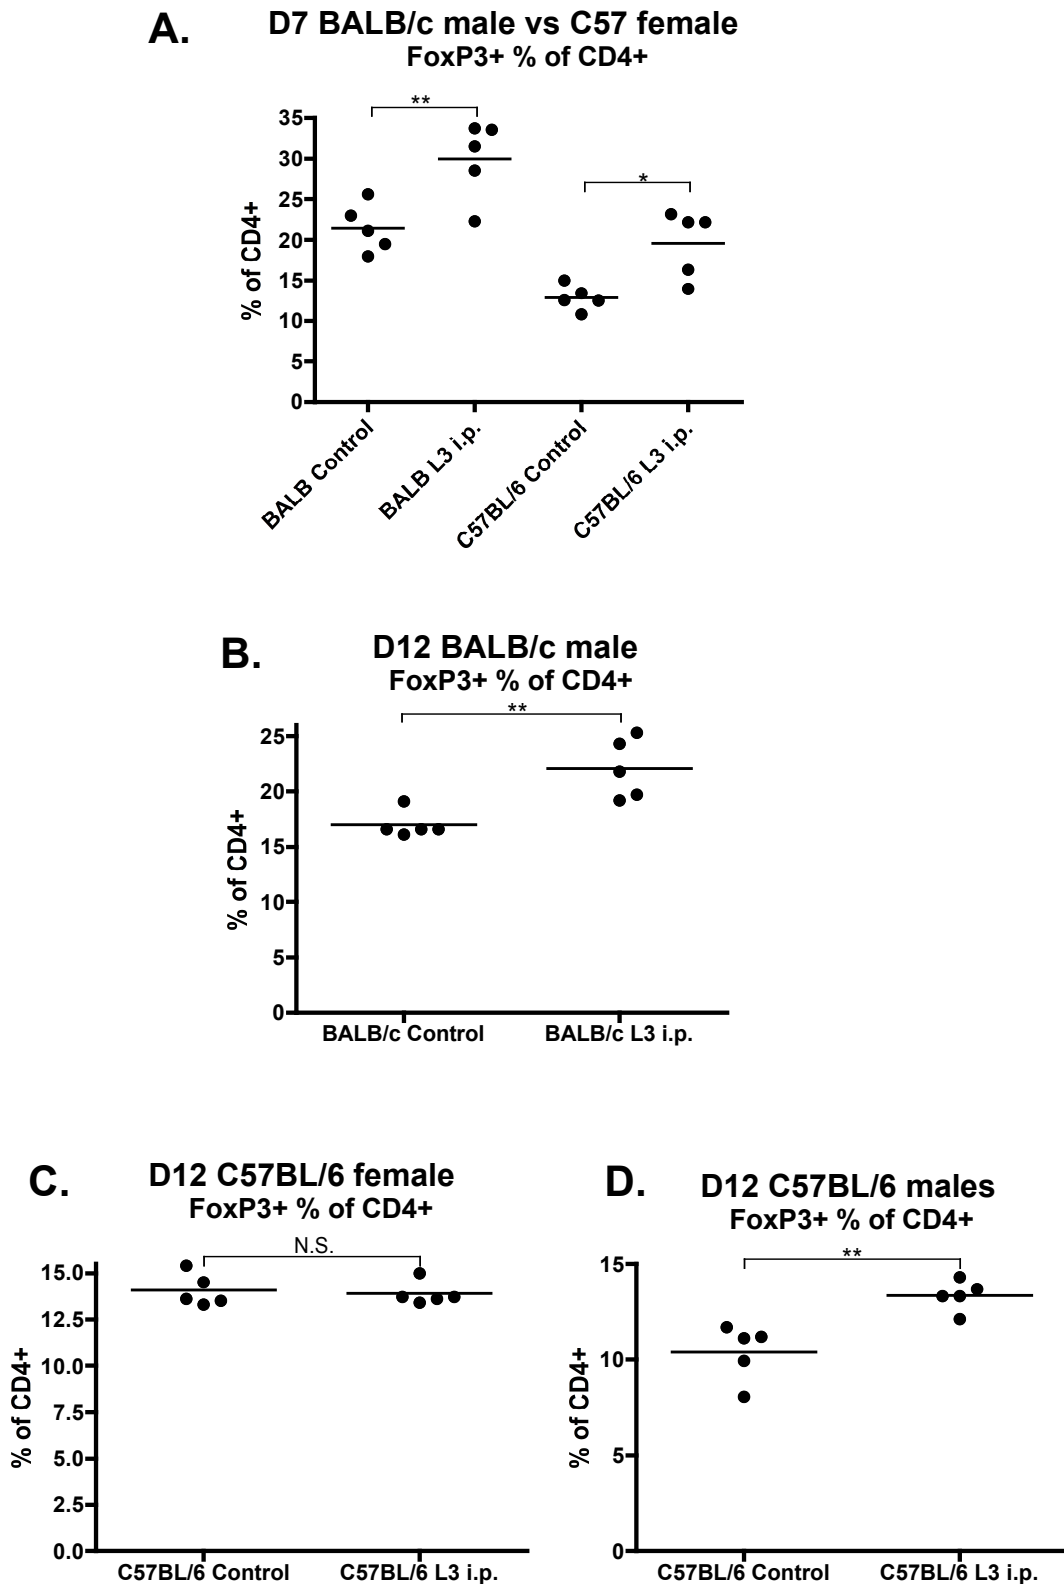 A.
D7 BALB/c male vs C57 female
FoxP3+ % of CD4+
**
*
35
30
25
20
15
10
5
0
% of CD4+
BALB Control
BALB L3 i.p.
C57BL/6 Control
C57BL/6 L3 i.p.
B.
D12 BALB/c male
FoxP3+ % of CD4+
**
25
20
15
10
5
0
% of CD4+
BALB/c Control
BALB/c L3 i.p.
C.
D12 C57BL/6 female
FoxP3+ % of CD4+
N.S.
15.0
12.5
10.0
7.5
5.0
2.5
0.0
% of CD4+
C57BL/6 Control
C57BL/6 L3 i.p.
D.
D12 C57BL/6 males
FoxP3+ % of CD4+
**
15
10
5
0
% of CD4+
C57BL/6 Control
C57BL/6 L3 i.p.